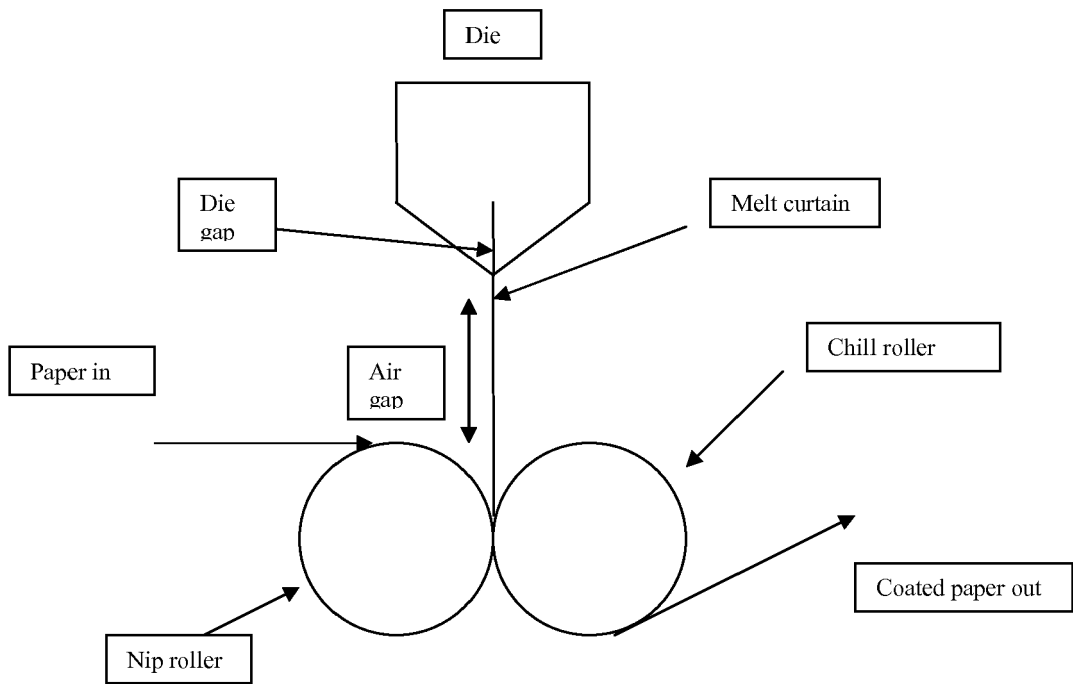 Die
Die
gap
Melt curtain
Paper in
Air
gap
Chill roller
Coated paper out
Nip roller